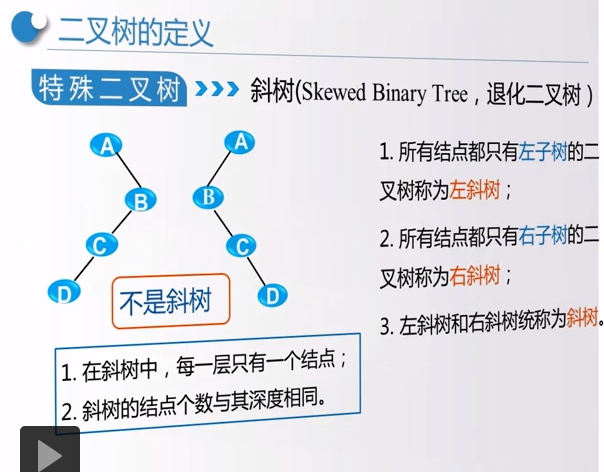 二叉树的定义
特殊二叉树 斜树(Skewed Binary Tree，退化二叉树）
A
B
C
D
A
B
C
D
不是斜树
1. 在斜树中，每一层只有一个结点；
2. 斜树的结点个数与其深度相同。
1. 所有结点都只有左子树的二
叉树称为左斜树；
2. 所有结点都只有右子树的二
叉树称为右斜树；
3. 左斜树和右斜树统称为斜树。